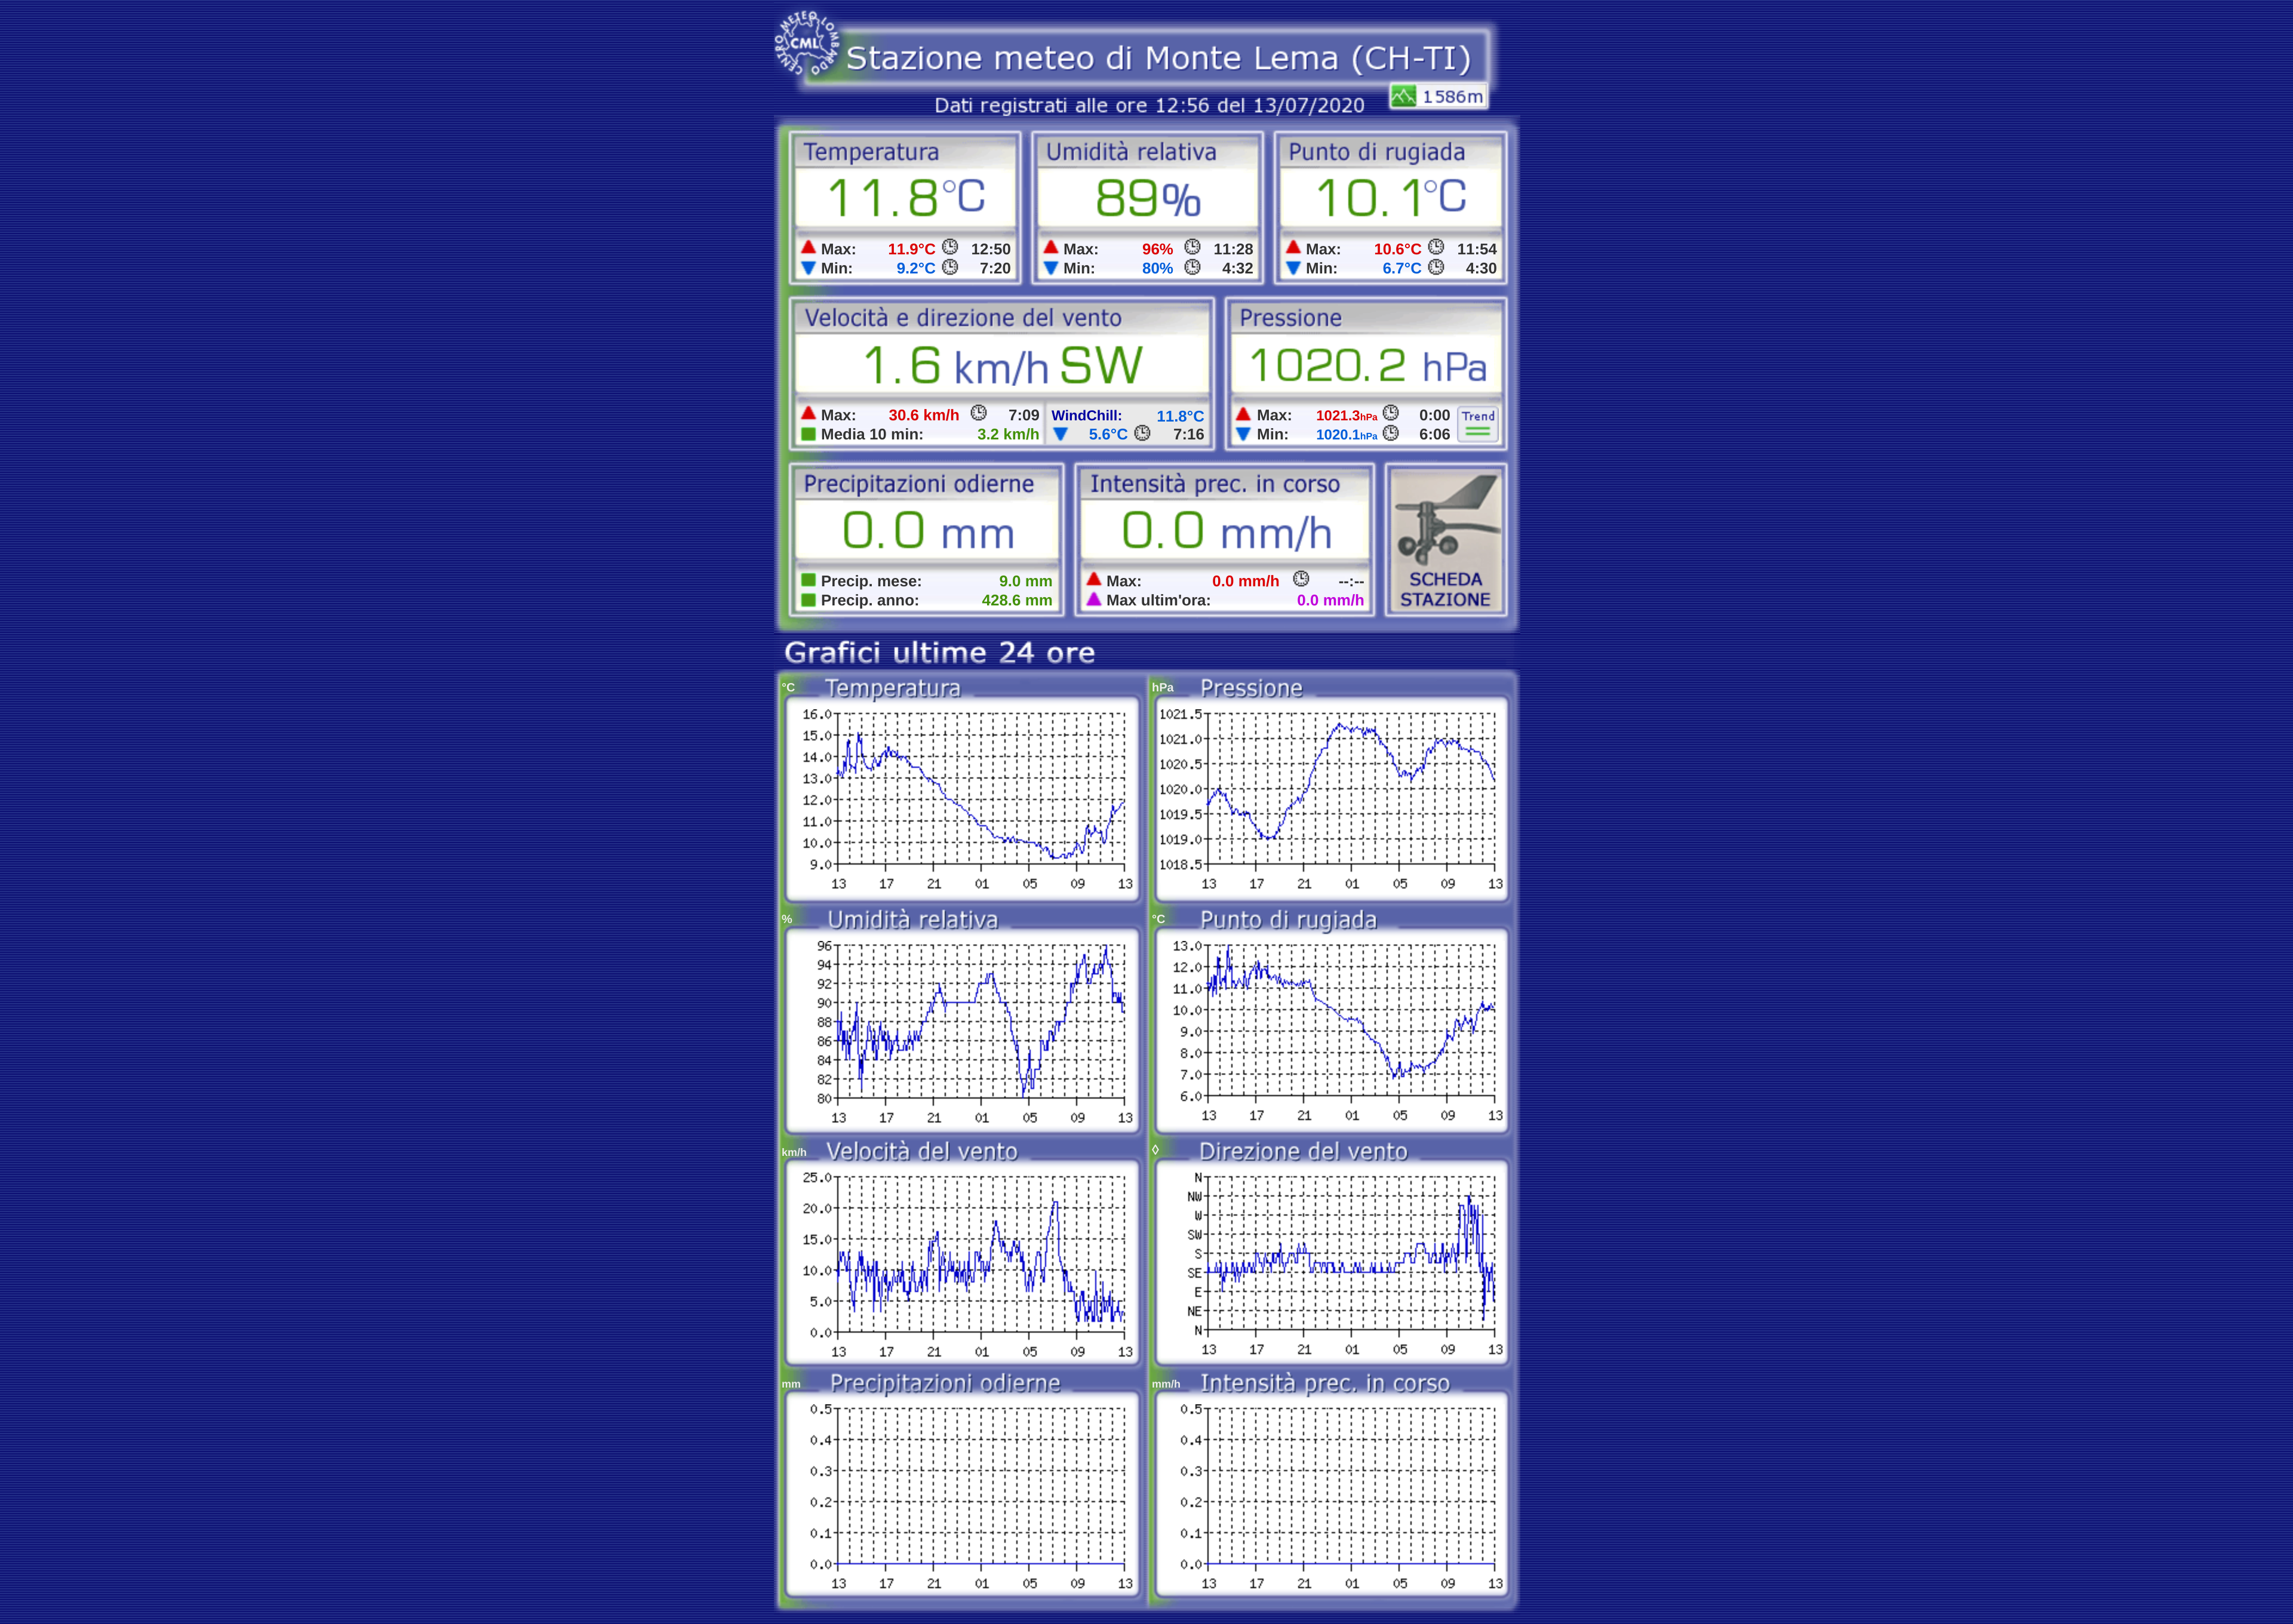 CENTRO METEO LOMBARDO
CML
Stazione meteo di Monte Lema (CH-TI)
Dati registrati alle ore 12:56 del 13/07/2020
1586m
Temperatura
11.8°C
Max: 11.9°C 12:50
Min: 9.2°C 7:20
Umidità relativa
89%
Max: 96% 11:28
Min: 80% 4:32
Punto di rugiada
10.1°C
Max: 10.6°C 11:54
Min: 6.7°C 4:30
Velocità e direzione del vento
1.6 km/h SW
Max: 30.6 km/h 7:09
Media 10 min: 3.2 km/h
WindChill: 11.8°C
5.6°C 7:16
Pressione
1020.2 hPa
Max: 1021.3hPa 0:00
Min: 1020.1hPa 6:06
Trend
Precipitazioni odierne
0.0 mm
Precip. mese: 9.0 mm
Precip. anno: 428.6 mm
Intensità prec. in corso
0.0 mm/h
Max: 0.0 mm/h --:--
Max ultim'ora: 0.0 mm/h
SCHEDA
STAZIONE
Grafici ultime 24 ore
°C Temperatura
16.0
15.0
14.0
13.0
12.0
11.0
10.0
9.0
13 17 21 01 05 09 13
hPa Pressione
1021.5
1021.0
1020.5
1020.0
1019.5
1019.0
1018.5
13 17 21 01 05 09 13
% Umidità relativa
96
94
92
90
88
86
84
82
80
13 17 21 01 05 09 13
°C Punto di rugiada
13.0
12.0
11.0
10.0
9.0
8.0
7.0
6.0
13 17 21 01 05 09 13
km/h Velocità del vento
25.0
20.0
15.0
10.0
5.0
0.0
13 17 21 01 05 09 13
◊ Direzione del vento
N
NW
W
SW
S
SE
E
NE
N
13 17 21 01 05 09 13
mm Precipitazioni odierne
0.5
0.4
0.3
0.2
0.1
0.0
13 17 21 01 05 09 13
mm/h Intensità prec. in corso
0.5
0.4
0.3
0.2
0.1
0.0
13 17 21 01 05 09 13